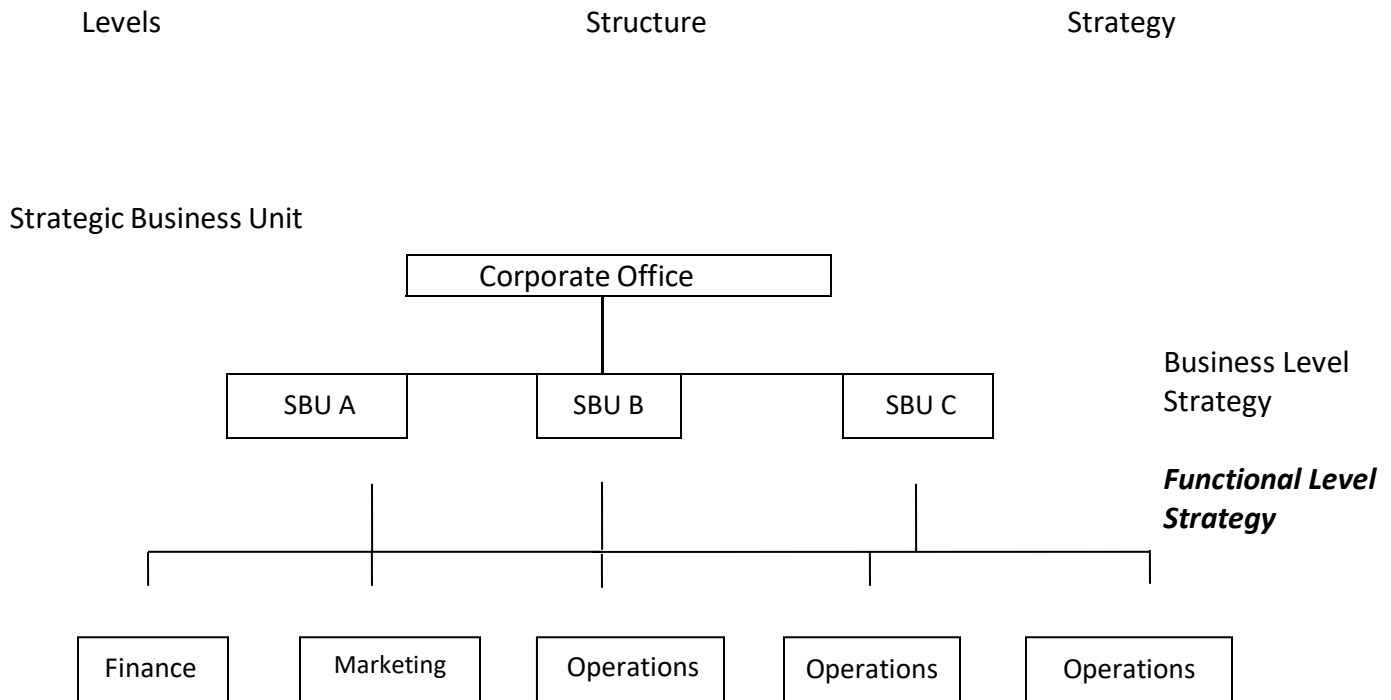 Levels Structure Strategy
Strategic Business Unit
Corporate Office
SBU A SBU B SBU C
Business Level
Strategy
Functional Level
Strategy
Finance Marketing Operations Operations Operations